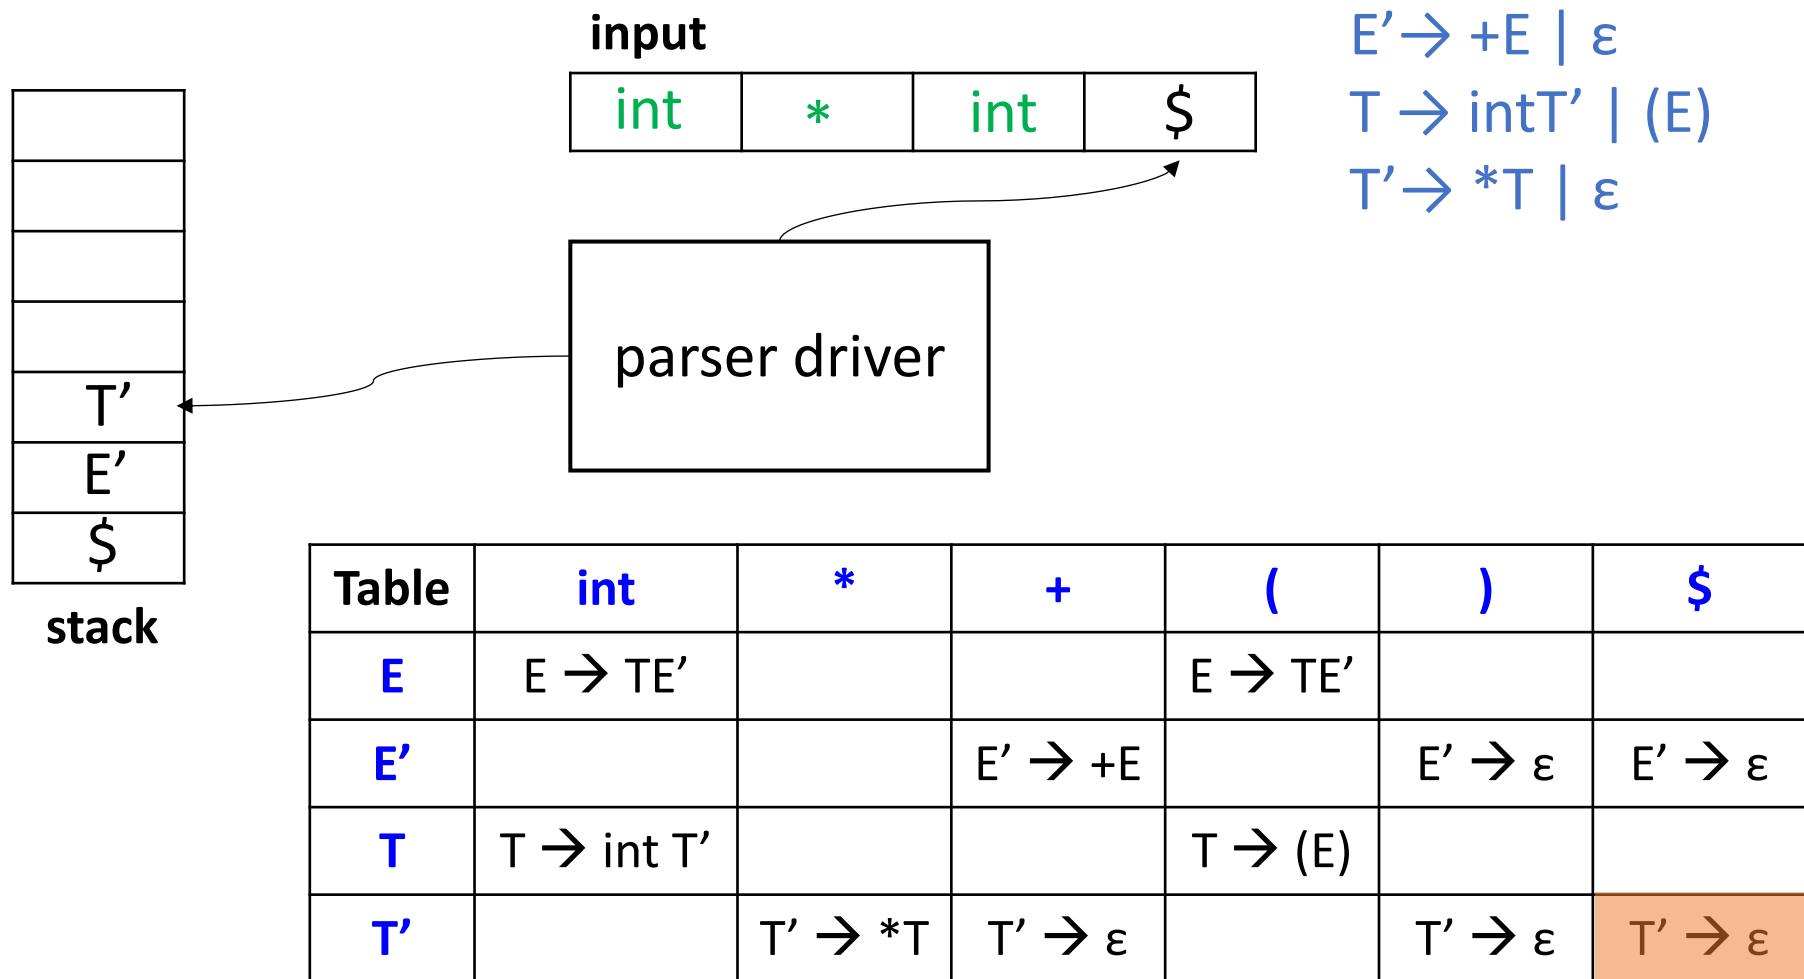 input
int * int $
E’→ +E | ε
T → intT’ | (E)
T’→ *T | ε
parser driver
T’
E’
$
stack
Table int * + ( ) $
E E → TE’ E → TE’
E’ E’ → +E E’ → ε E’ → ε
T T → int T’ T → (E)
T’ T’ → *T T’ → ε T’ → ε T’ → ε